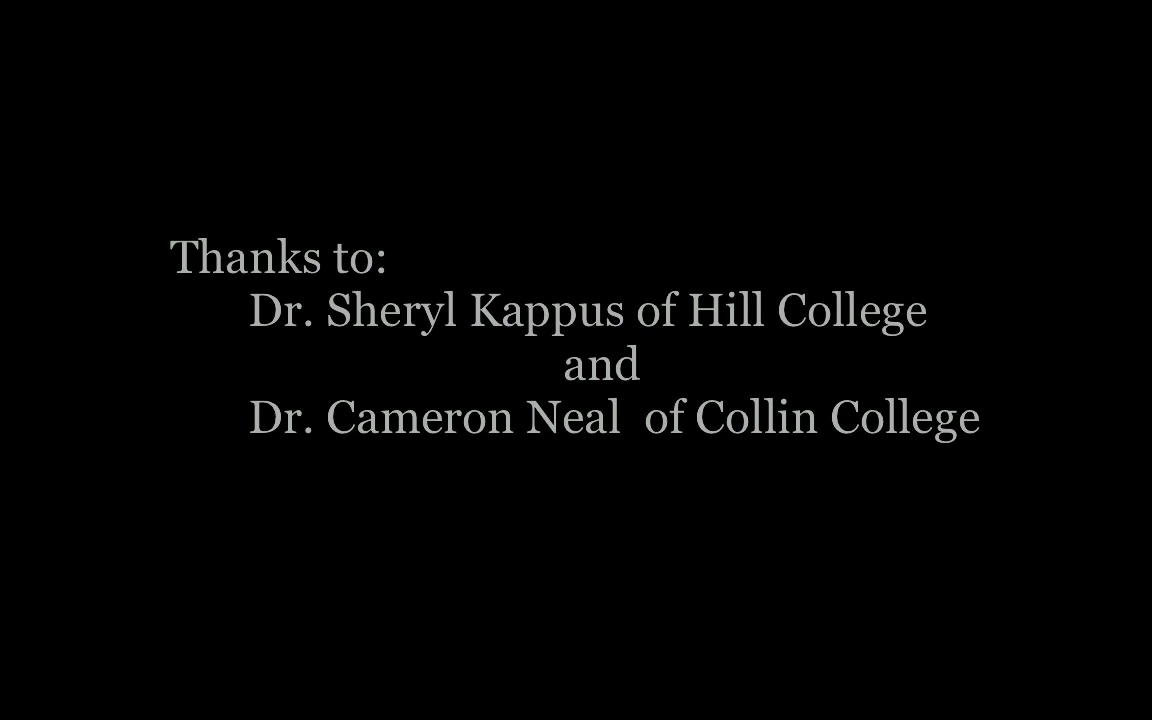 Thanks to:
Dr. Sheryl Kappus of Hill College
and
Dr. Cameron Neal  of Collin College